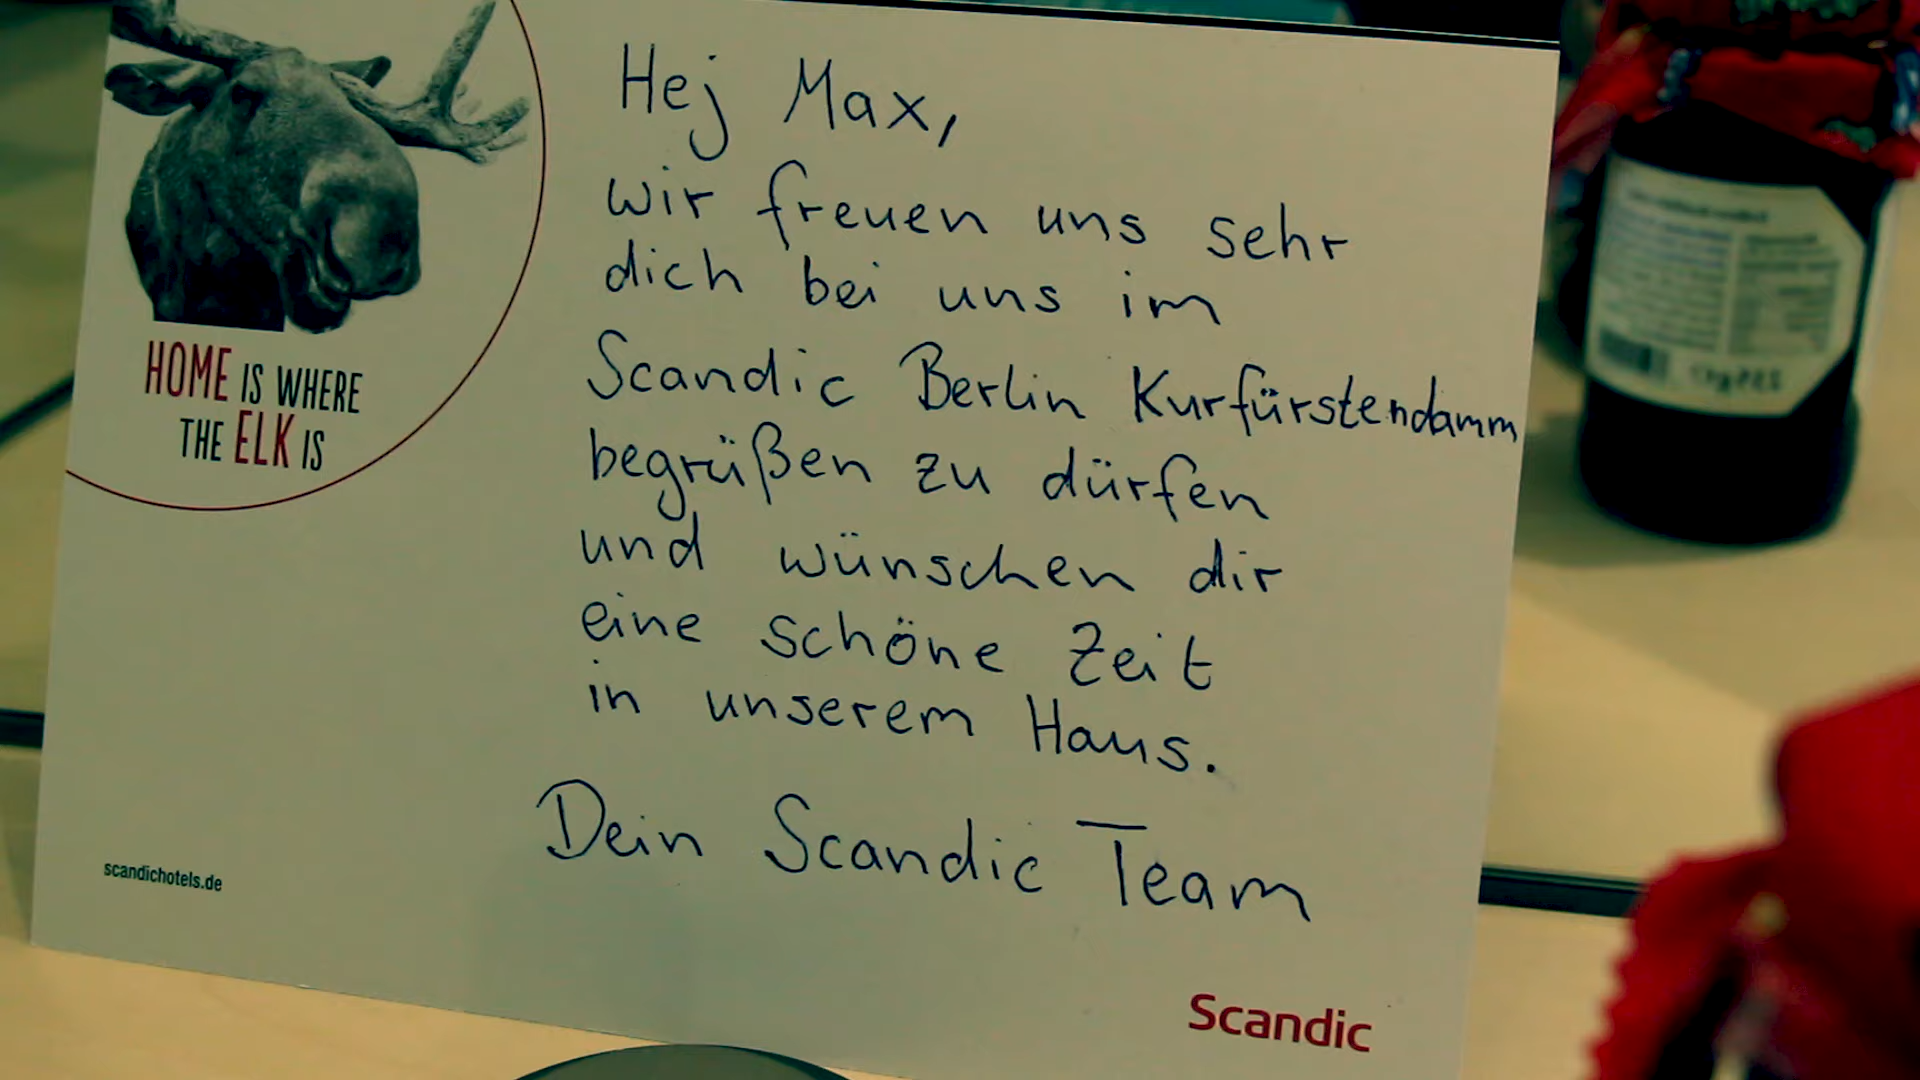 HOME IS WHERE
THE ELK IS
Hej Max,
wir freuen uns sehr
dich bei uns im
Scandic Berlin Kurfürstendamm
begrüßen zu dürfen
und wünschen dir
eine schöne Zeit
in unserem Haus.
Dein Scandic Team
scandichotels.de
Scandic